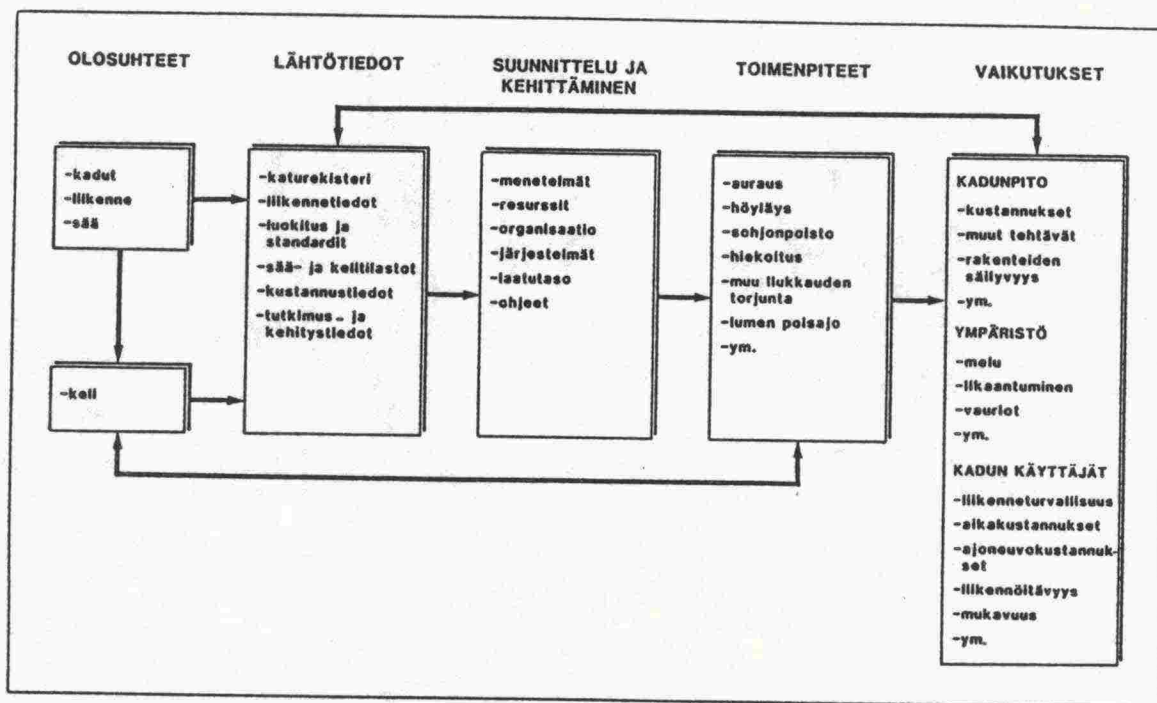 OLOSUHTEET
-kadut
-liikenne
-sää
-keli
LÄHTÖTIEDOT
-katurekisteri
-liikennetiedot
-luokitus ja
standardit
-sää- ja kelitilastot
-kustannustiedot
-tutkimus- ja
kehitystiedot
SUUNNITTELU JA
KEHITTÄMINEN
-menetelmät
-resurssit
-organisaatio
-järjestelmät
-laatutaso
-ohjeet
TOIMENPITEET
-auraus
-höyläys
-sohjonpoisto
-hiekoitus
-muu liukkauden
torjunta
-lumen poisajo
-ym.
VAIKUTUKSET
KADUNPITO
-kustannukset
-muut tehtävät
-rakenteiden
säilyvyys
-ym.
YMPÄRISTÖ
-melu
-likaantuminen
-vauriot
-ym.
KADUN KÄYTTÄJÄT
-liikenneturvallisuus
-aikakustannukset
-ajoneuvokustannuk-
set
-liikennöitävyys
-mukavuus
-ym.